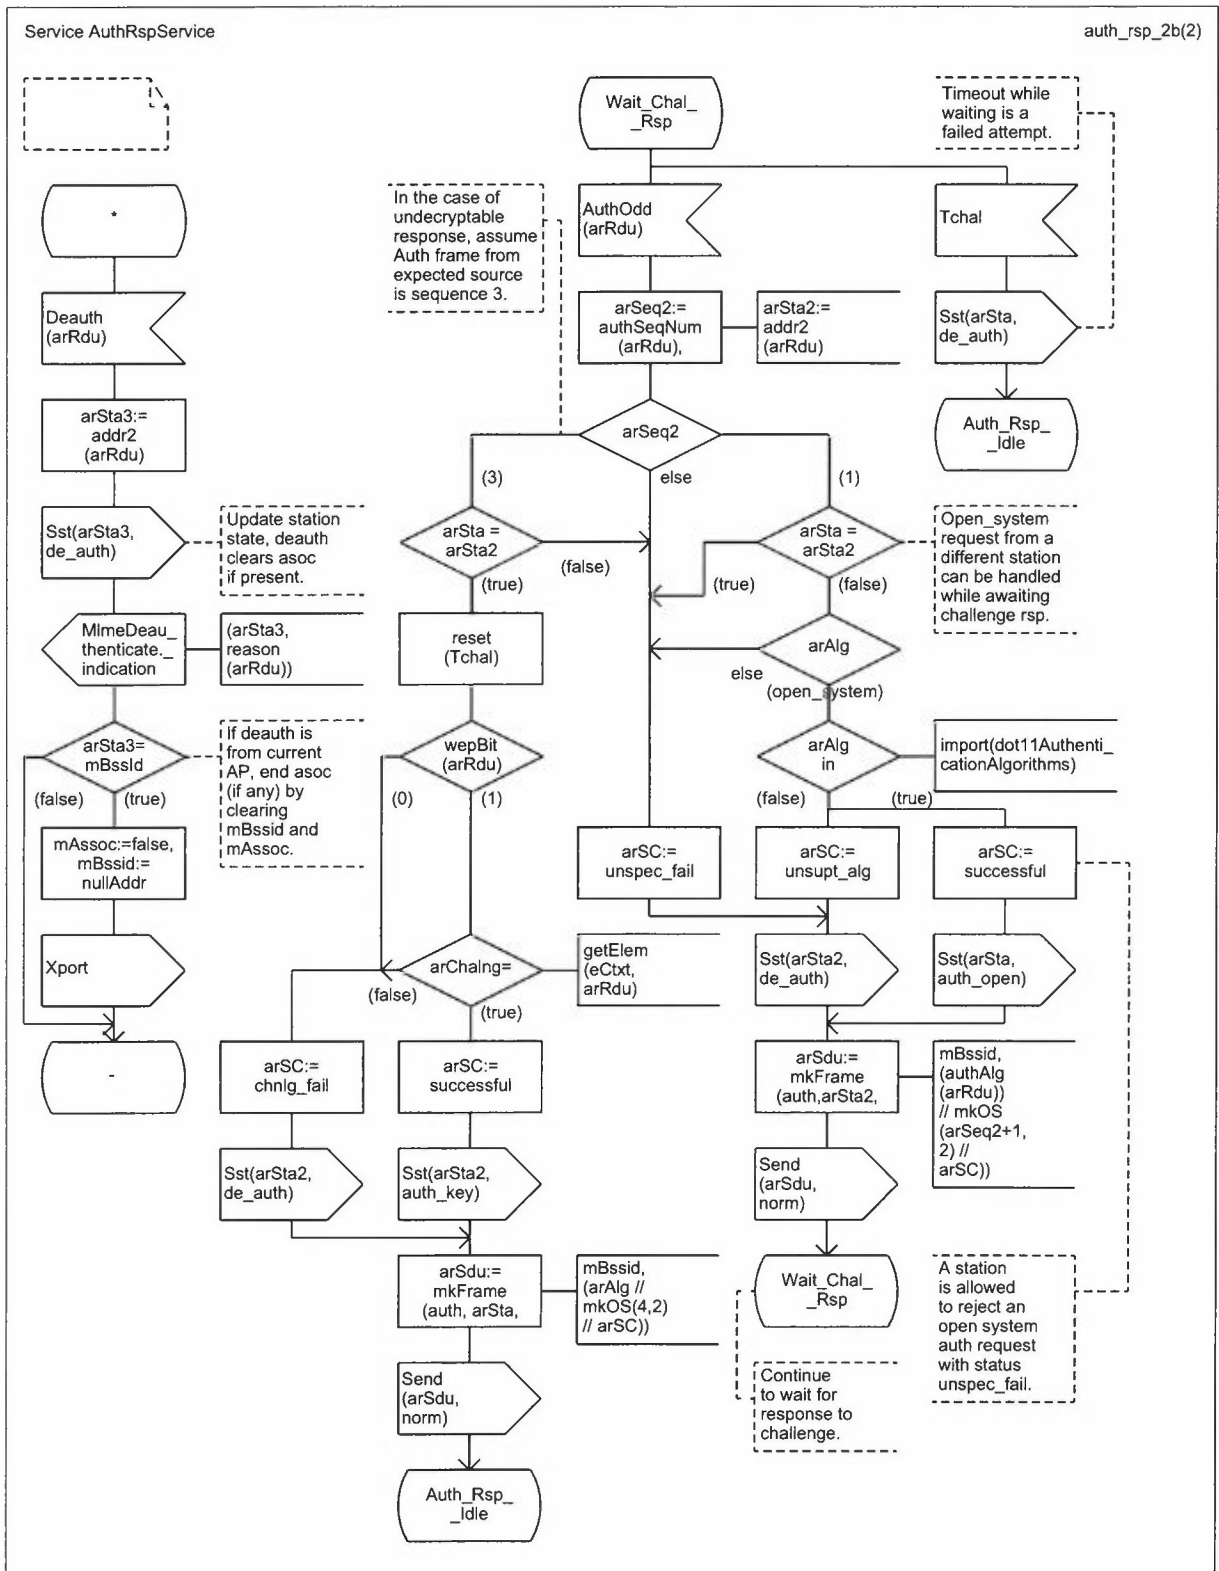 Service AuthRspService
auth_rsp_2b(2)
*
Deauth
(arRdu)
arSta3:=
addr2
(arRdu)
Sst(arSta3,
de_auth)
Update station
state, deauth
clears asoc
if present.
MlmeDeau_
thenticate._
indication
(arSta3,
reason
(arRdu))
arSta3=
mBssId
(false)
(true)
If deauth is
from current
AP, end asoc
(if any) by
clearing
mBssid and
mAssoc.
mAssoc:=false,
mBssid:=
nullAddr
Xport
-
Wait_Chal_
_Rsp
Timeout while
waiting is a
failed attempt.
In the case of
undecryptable
response, assume
Auth frame from
expected source
is sequence 3.
AuthOdd
(arRdu)
Tchal
arSeq2:=
authSeqNum
(arRdu),
arSta2:=
addr2
(arRdu)
Sst(arSta,
de_auth)
Auth_Rsp_
_Idle
arSeq2
(3)
else
(1)
arSta =
arSta2
(false)
(true)
arSta =
arSta2
(true)
(false)
Open_system
request from a
different station
can be handled
while awaiting
challenge rsp.
reset
(Tchal)
arAlg
else
(open_system)
wepBit
(arRdu)
(0)
(1)
arAlg
in
import(dot11Authenti_
cationAlgorithms)
(false)
(true)
arSC:=
unspec_fail
arSC:=
unsupt_alg
arSC:=
successful
arChalng=
getElem
(eCtxt,
arRdu)
(false)
(true)
Sst(arSta2,
de_auth)
Sst(arSta,
auth_open)
arSC:=
chnlg_fail
arSC:=
successful
arSdu:=
mkFrame
(auth,arSta2,
mBssid,
(authAlg
(arRdu))
// mkOS
(arSeq2+1,
2) //
arSC))
Sst(arSta2,
de_auth)
Sst(arSta2,
auth_key)
Send
(arSdu,
norm)
arSdu:=
mkFrame
(auth, arSta,
mBssid,
(arAlg //
mkOS(4,2)
// arSC))
Wait_Chal_
_Rsp
A station
is allowed
to reject an
open system
auth request
with status
unspec_fail.
Send
(arSdu,
norm)
Continue
to wait for
response to
challenge.
Auth_Rsp_
_Idle